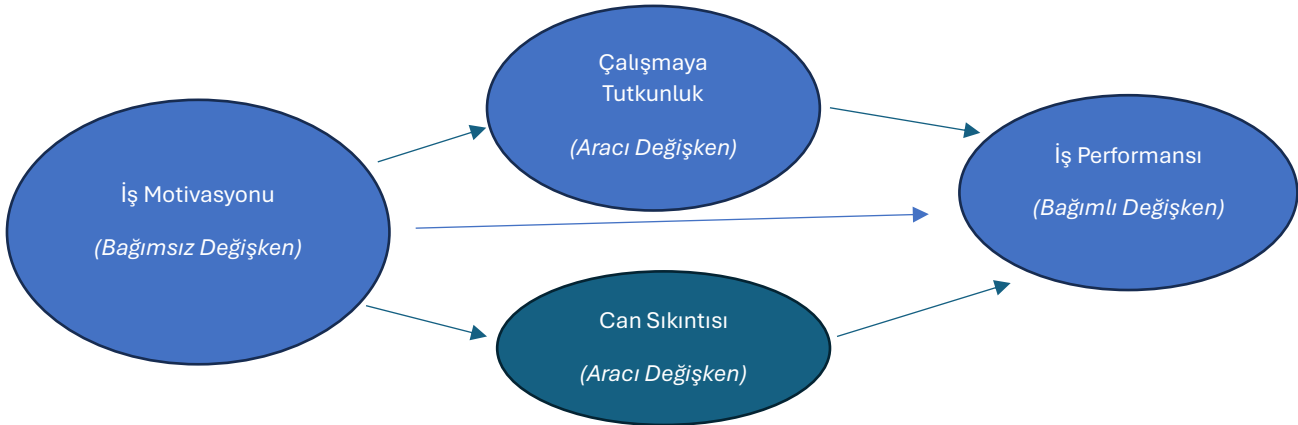 İş Motivasyonu
(Bağımsız Değişken)
Çalışmaya
Tutkunluk
(Aracı Değişken)
Can Sıkıntısı
(Aracı Değişken)
İş Performansı
(Bağımlı Değişken)